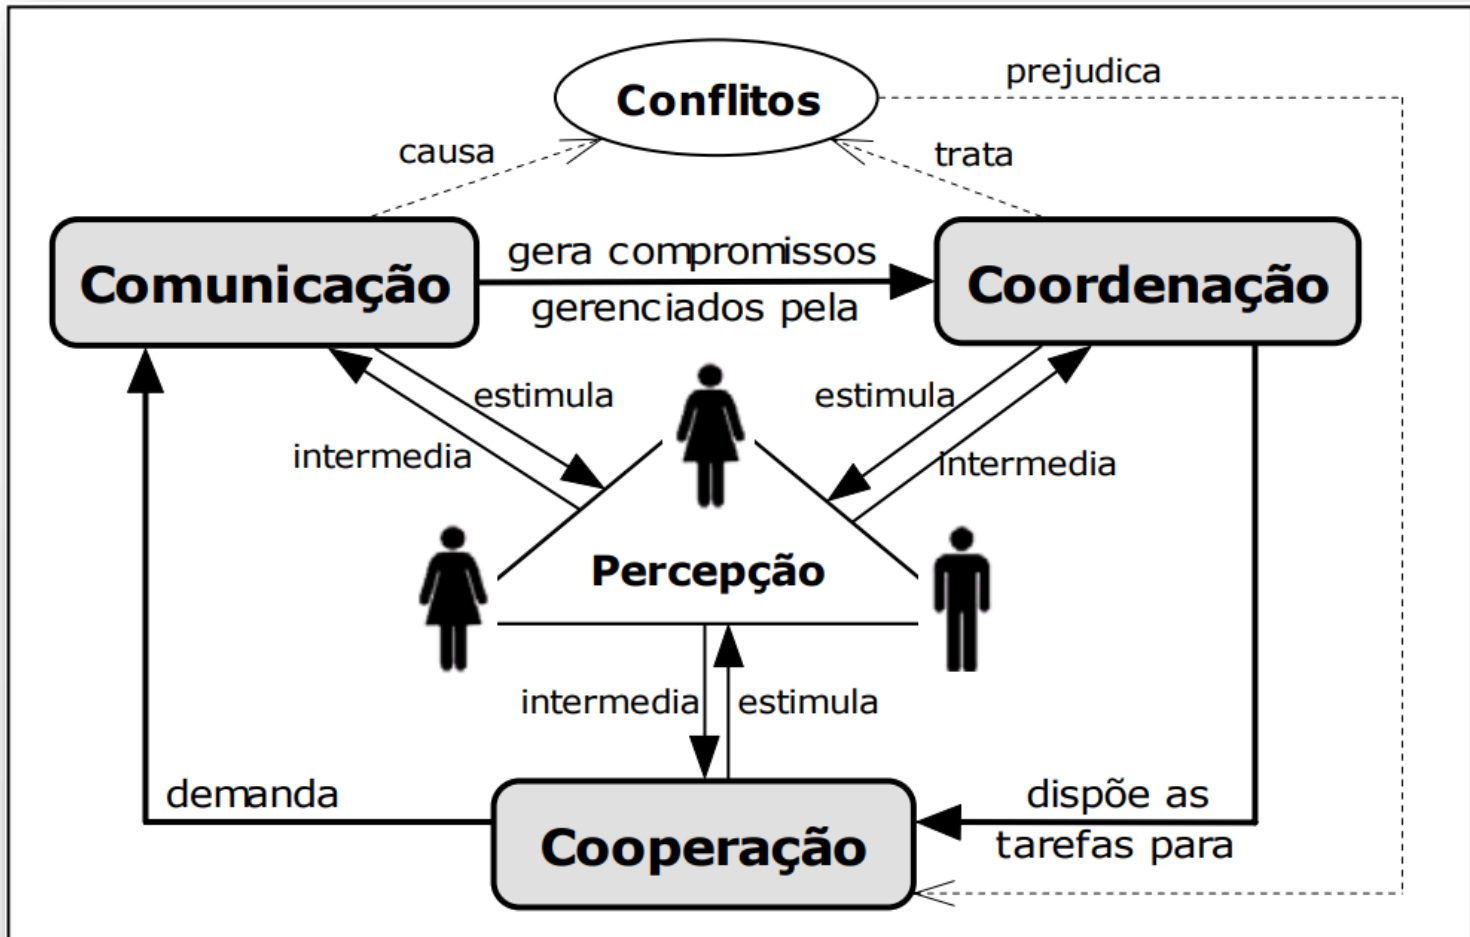 prejudica
Conflitos
causa
trata
gera compromissos
Comunicação
Coordenação
gerenciados pela
estimula
estimula
intermedia
intermedia
Percepção
intermedia
estimula
demanda
dispõe as
tarefas para
Cooperação